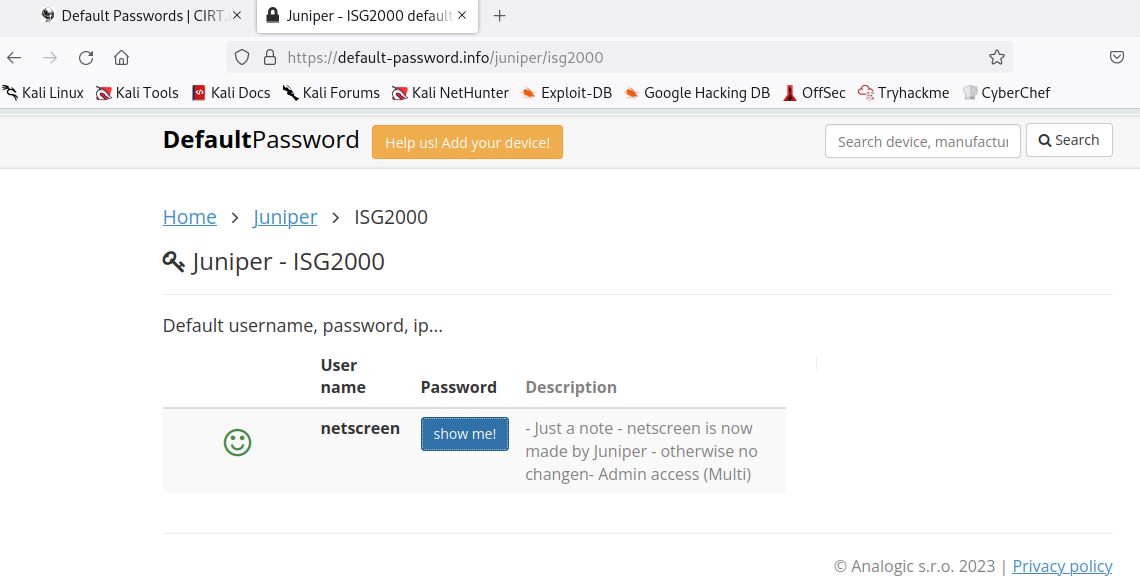 Default Passwords | CIRT.
Juniper - ISG2000 default
https://default-password.info/juniper/isg2000
Kali Linux Kali Tools Kali Docs Kali Forums Kali NetHunter Exploit-DB Google Hacking DB OffSec Tryhackme CyberChef
DefaultPassword Help us! Add your device! Search device, manufactu Search
Home > Juniper > ISG2000
Juniper - ISG2000
Default username, password, ip...
User
name Password Description
netscreen show me! - Just a note - netscreen is now
made by Juniper - otherwise no
changen- Admin access (Multi)
© Analogic s.r.o. 2023 | Privacy policy